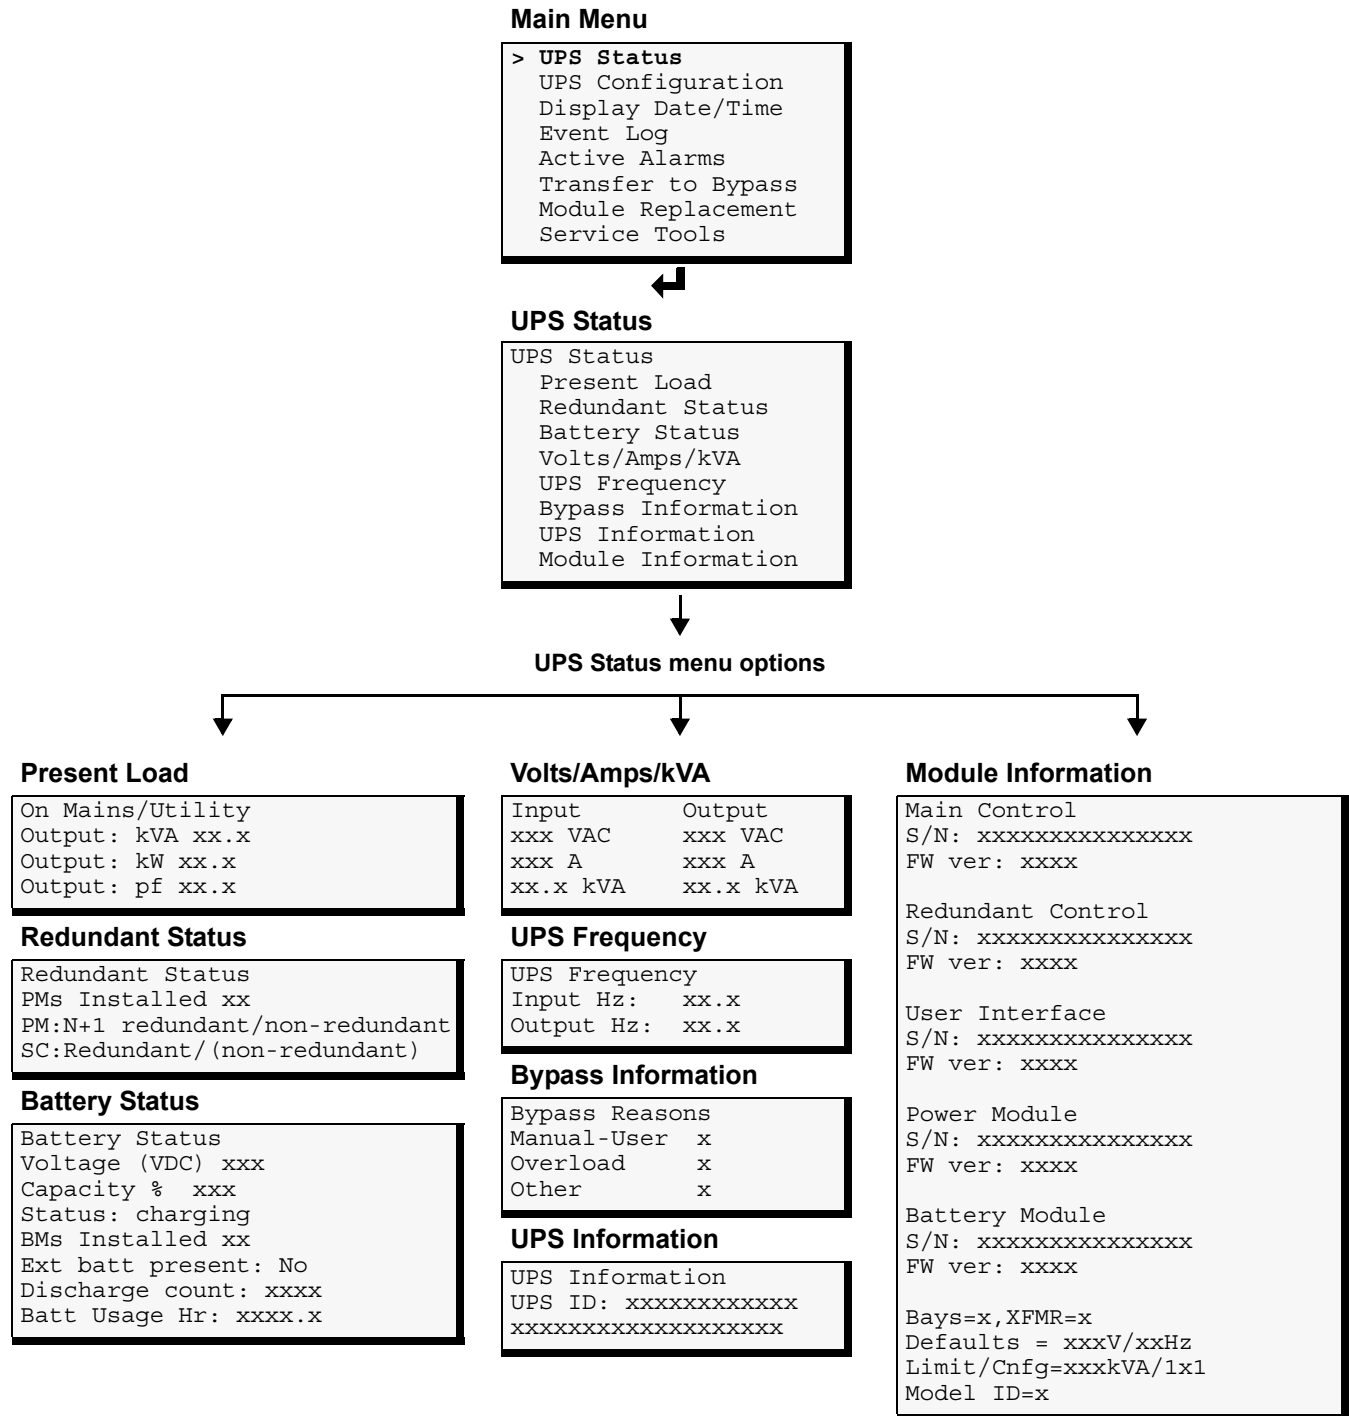 Main Menu
> UPS Status
UPS Configuration
Display Date/Time
Event Log
Active Alarms
Transfer to Bypass
Module Replacement
Service Tools
UPS Status
UPS Status
Present Load
Redundant Status
Battery Status
Volts/Amps/kVA
UPS Frequency
Bypass Information
UPS Information
Module Information
UPS Status menu options
Present Load
On Mains/Utility
Output: kVA xx.x
Output: kW xx.x
Output: pf xx.x
Redundant Status
Redundant Status
PMs Installed xx
PM:N+1 redundant/non-redundant
SC:Redundant/(non-redundant)
Battery Status
Battery Status
Voltage (VDC) xxx
Capacity % xxx
Status: charging
BMs Installed xx
Ext batt present: No
Discharge count: xxxx
Batt Usage Hr: xxxx.x
Volts/Amps/kVA
Input Output
xxx VAC xxx VAC
xxx A xxx A
xx.x kVA xx.x kVA
UPS Frequency
UPS Frequency
Input Hz: xx.x
Output Hz: xx.x
Bypass Information
Bypass Reasons
Manual-User x
Overload x
Other x
UPS Information
UPS Information
UPS ID: xxxxxxxxxxxx
xxxxxxxxxxxxxxxxxxx
Module Information
Main Control
S/N: xxxxxxxxxxxxxxx
FW ver: xxxx
Redundant Control
S/N: xxxxxxxxxxxxxxx
FW ver: xxxx
User Interface
S/N: xxxxxxxxxxxxxxx
FW ver: xxxx
Power Module
S/N: xxxxxxxxxxxxxxx
FW ver: xxxx
Battery Module
S/N: xxxxxxxxxxxxxxx
FW ver: xxxx
Bays=x,XFMR=x
Defaults = xxxV/xxHz
Limit/Cnfg=xxxkVA/1x1
Model ID=x